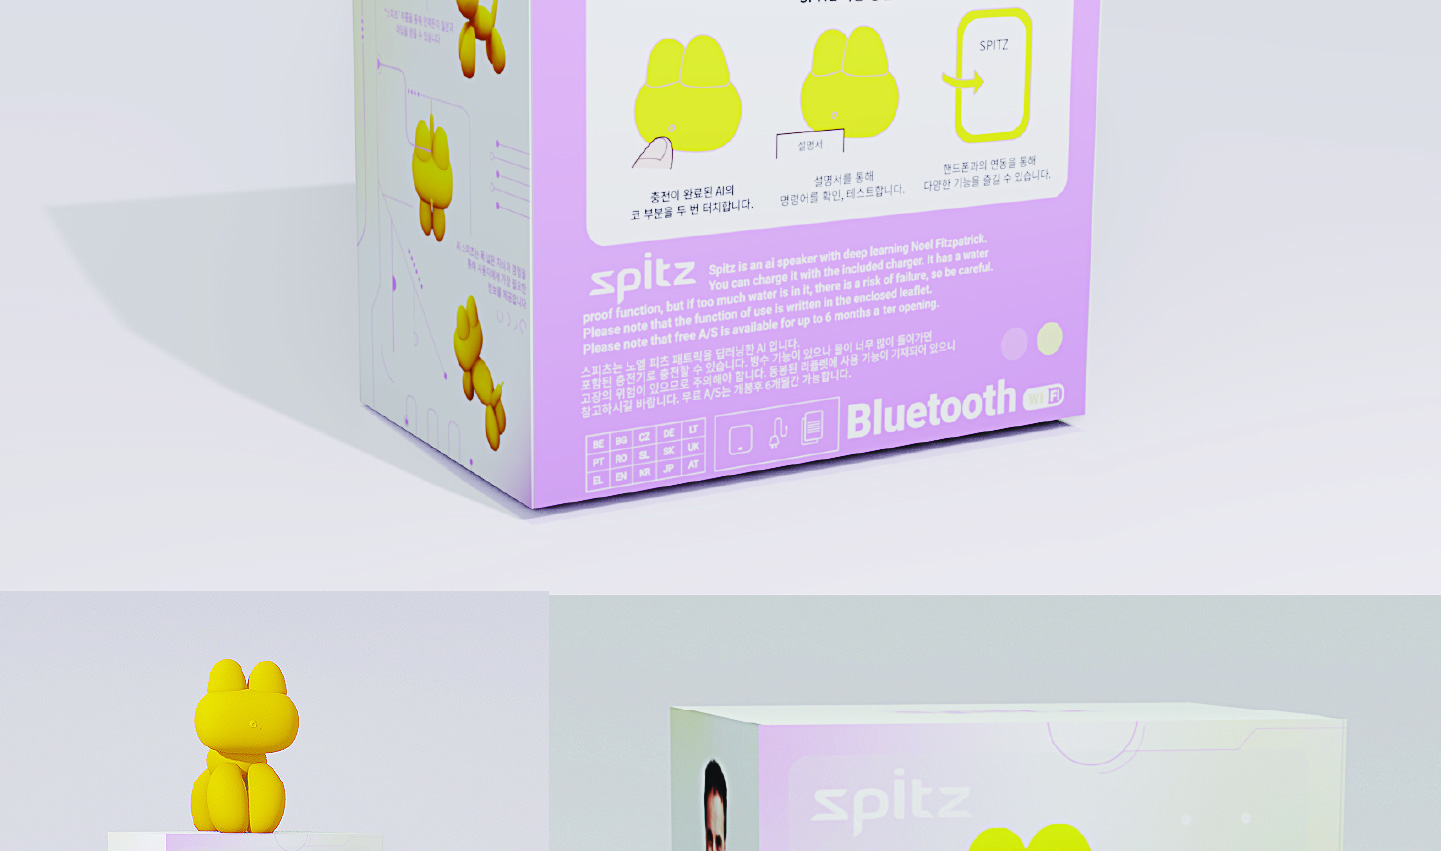 SPITZ
설명서
충전이 완료된 AI의
코 부분을 두 번 터치합니다.
설명서를 통해
명령어를 확인, 테스트합니다.
핸드폰과의 연동을 통해
다양한 기능을 즐길 수 있습니다.
spitz
Spitz is an ai speaker with deep learning Noel Fitzpatrick.
You can charge it with the included charger. It has a water
proof function, but if too much water is in it, there is a risk of failure, so be careful.
Please note that the function of use is written in the enclosed leaflet.
Please note that free A/S is available for up to 6 months a ter opening.
스피츠는 노엘 피츠 패트릭을 딥러닝한 AI 입니다.
포함된 충전기로 충전할 수 있습니다. 방수 기능이 있으나 물이 너무 많이 들어가면
고장의 위험이 있으므로 주의해야 합니다. 동봉된 리플렛에 사용 기능이 기재되어 있으니
참고하시길 바랍니다. 무료 A/S는 개봉후 6개월간 가능합니다.
BE BG CZ DE LT
PT RO SL SK UK
EL EN KR JP AT
Bluetooth Wi Fi
spitz